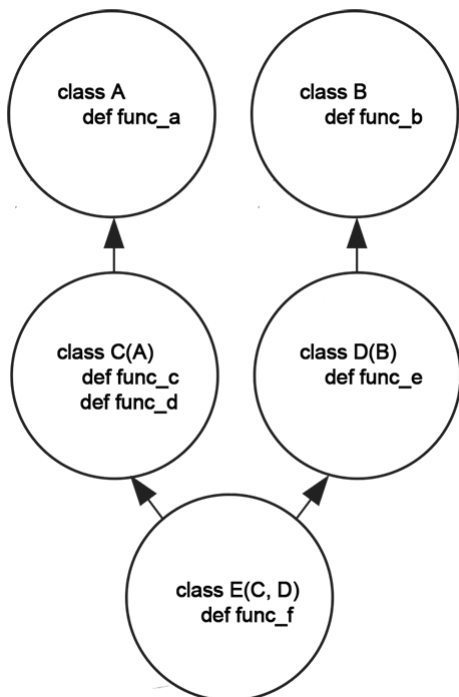 class A
def func_a
class B
def func_b
class C(A)
def func_c
def func_d
class D(B)
def func_e
class E(C, D)
def func_f